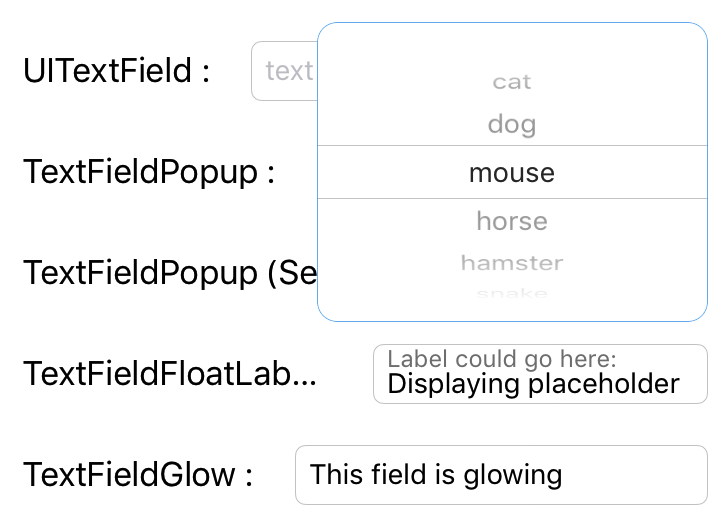 UITextField :
text
cat
dog
TextFieldPopup :
mouse
horse
TextFieldPopup (Se
hamster
snake
Label could go here:
TextFieldFloatLab...
Displaying placeholder
TextFieldGlow :
This field is glowing